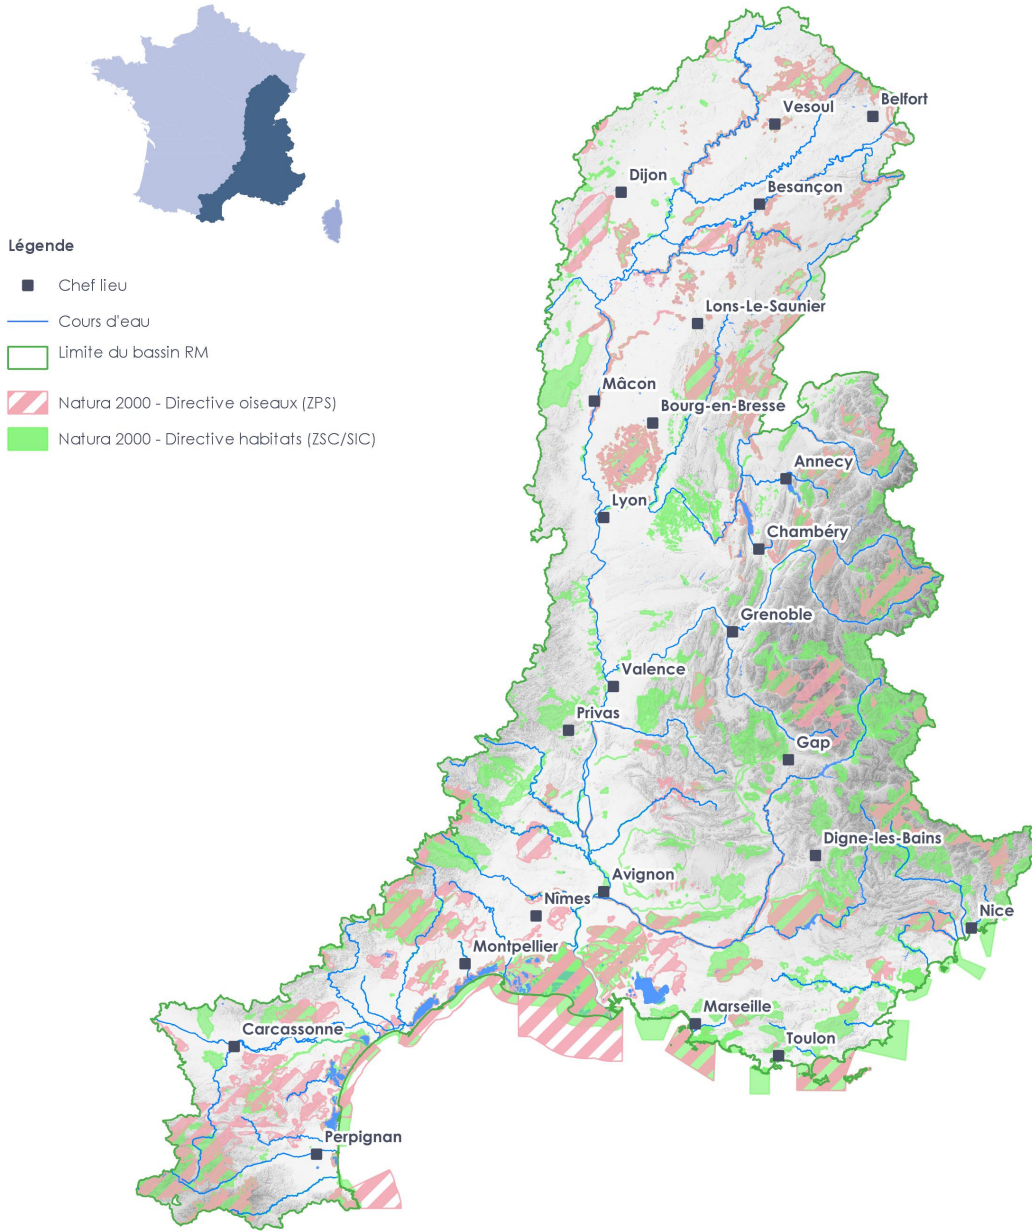 Légende
Chef lieu
Cours d'eau
Limite du bassin RM
Natura 2000 - Directive oiseaux (ZPS)
Natura 2000 - Directive habitats (ZSC/SIC)
Vesoul
Belfort
Dijon
Besançon
Lons-Le-Saunier
Mâcon
Bourg-en-Bresse
Annecy
Lyon
Chambéry
Grenoble
Valence
Privas
Gap
Digne-les-Bains
Avignon
Nîmes
Nice
Montpellier
Marseille
Carcassonne
Toulon
Perpignan